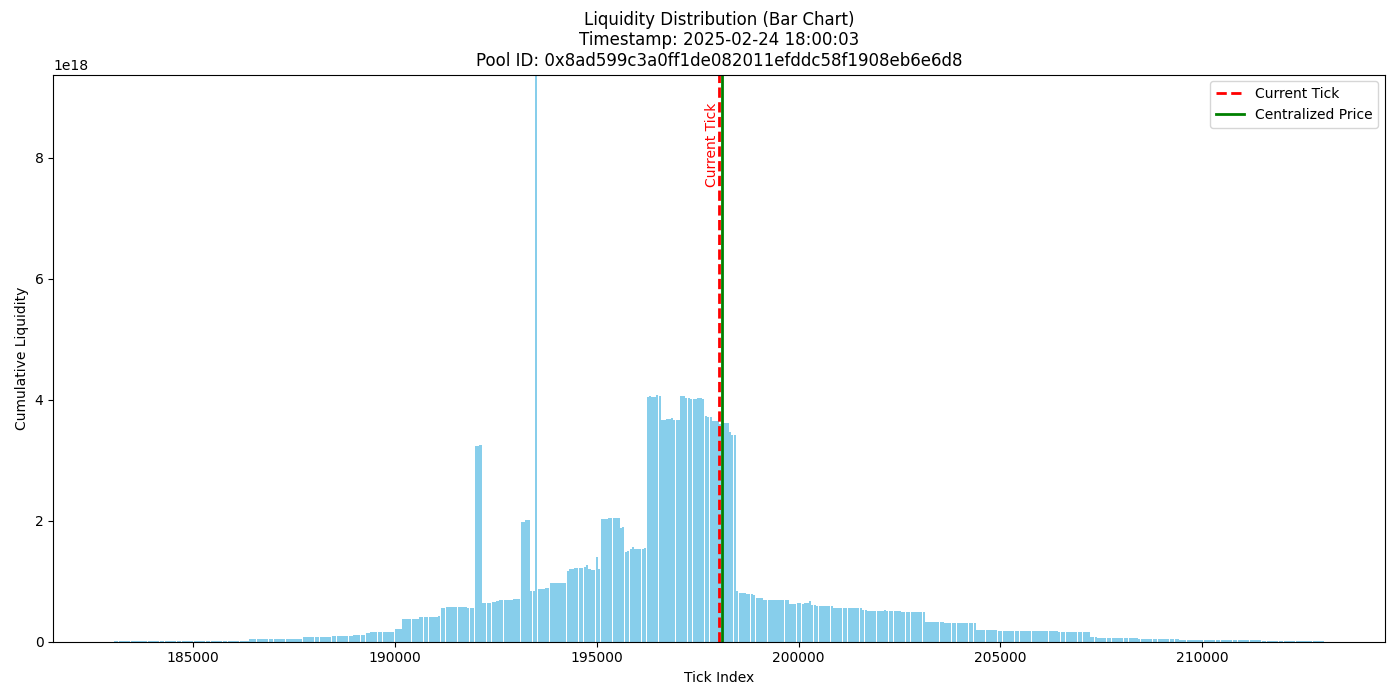 Liquidity Distribution (Bar Chart)
Timestamp: 2025-02-24 18:00:03
Pool ID: 0x8ad599c3a0ff1de082011efddc58f1908eb6e6d8
1e18
Current Tick
Centralized Price
Current Tick
8
6
4
2
0
Cumulative Liquidity
185000 190000 195000 200000 205000 210000
Tick Index